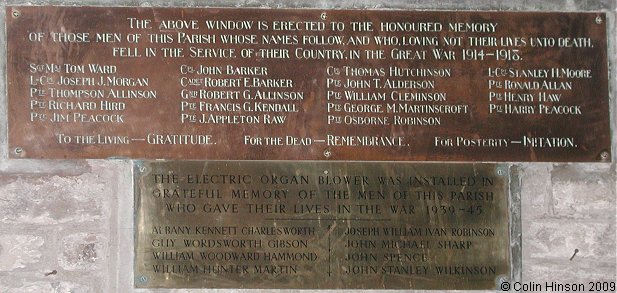 THE ABOVE WINDOW IS ERECTED TO THE HONOURED MEMORY
OF THOSE MEN OF THIS PARISH WHOSE NAMES FOLLOW, AND WHO, LOVING NOT THEIR LIVES UNTO DEATH,
FELL IN THE SERVICE OF THEIR COUNTRY, IN THE GREAT WAR 1914-1918.
TOM WARD
L-CPL JOSEPH J. MORGAN
PTE THOMPSON ALLINSON
PTE RICHARD HIRD
PTE JIM PEACOCK
JOHN BARKER
ROBERT E. BARKER
ROBERT G. ALLINSON
PTE FRANCIS G. KENDALL
PTE J. APPLETON RAW
THOMAS HUTCHINSON
PTE JOHN T. ALDERSON
PTE WILLIAM CLEMINSON
PTE GEORGE M. MARTINSCROFT
PTE OSBORNE ROBINSON
L-CPL STANLEY H. MOORE
PTE RONALD ALLAN
PTE HENRY HAW
PTE HARRY PEACOCK
TO THE LIVING — GRATITUDE. FOR THE DEAD — REMEMBRANCE. FOR POSTERITY — IMITATION.
THE ELECTRIC ORGAN BLOWER WAS INSTALLED IN
GRATEFUL MEMORY OF THE MEN OF THIS PARISH
WHO GAVE THEIR LIVES IN THE WAR 1939-45
ALBANY KENNETT CHARLESWORTH
GUY WORDSWORTH GIBSON
WILLIAM WOODWARD HAMMOND
WILLIAM HUNTER MARTIN
JOSEPH WILLIAM IVAN ROBINSON
JOHN MICHAEL SHARP
JOHN SPENCE
JOHN STANLEY WILKINSON
© Colin Hinson 2009